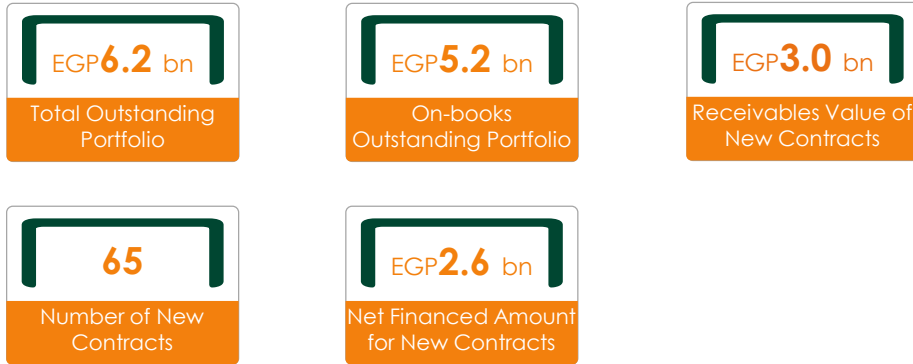 EGP6.2 bn
Total Outstanding
Portfolio
EGP5.2 bn
On-books
Outstanding Portfolio
EGP3.0 bn
Receivables Value of
New Contracts
65
Number of New
Contracts
EGP2.6 bn
Net Financed Amount
for New Contracts